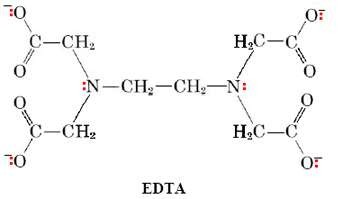 ⁻:O O:⁻
C—CH₂ H₂C—C
O O
:N—CH₂—CH₂—N:
O O
C—CH₂ H₂C—C
⁻:O O:⁻
EDTA